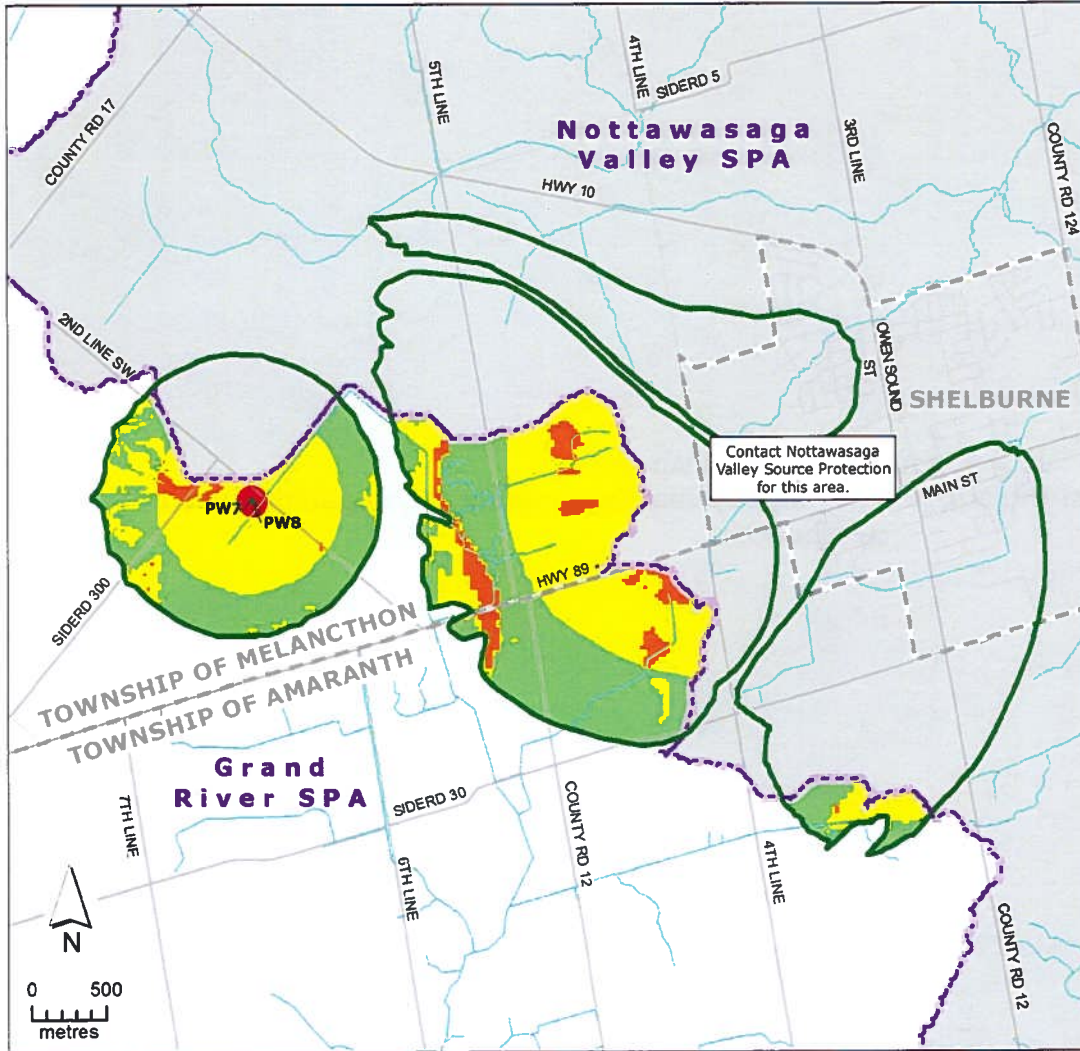 COUNTY RD 17
5TH LINE
4TH LINE
SIDERD 5
3RD LINE
COUNTY RD 124
Nottawasaga
Valley SPA
HWY 10
2ND LINE SW
OWEN SOUND
ST
SHELBURNE
Contact Nottawasaga
Valley Source Protection
for this area.
MAIN ST
PW7
PW8
HWY 89
SIDERD 300
TOWNSHIP OF MELANCTHON
TOWNSHIP OF AMARANTH
Grand
River SPA
SIDERD 30
7TH LINE
6TH LINE
COUNTY RD 12
4TH LINE
COUNTY RD 12
N
0 500
metres